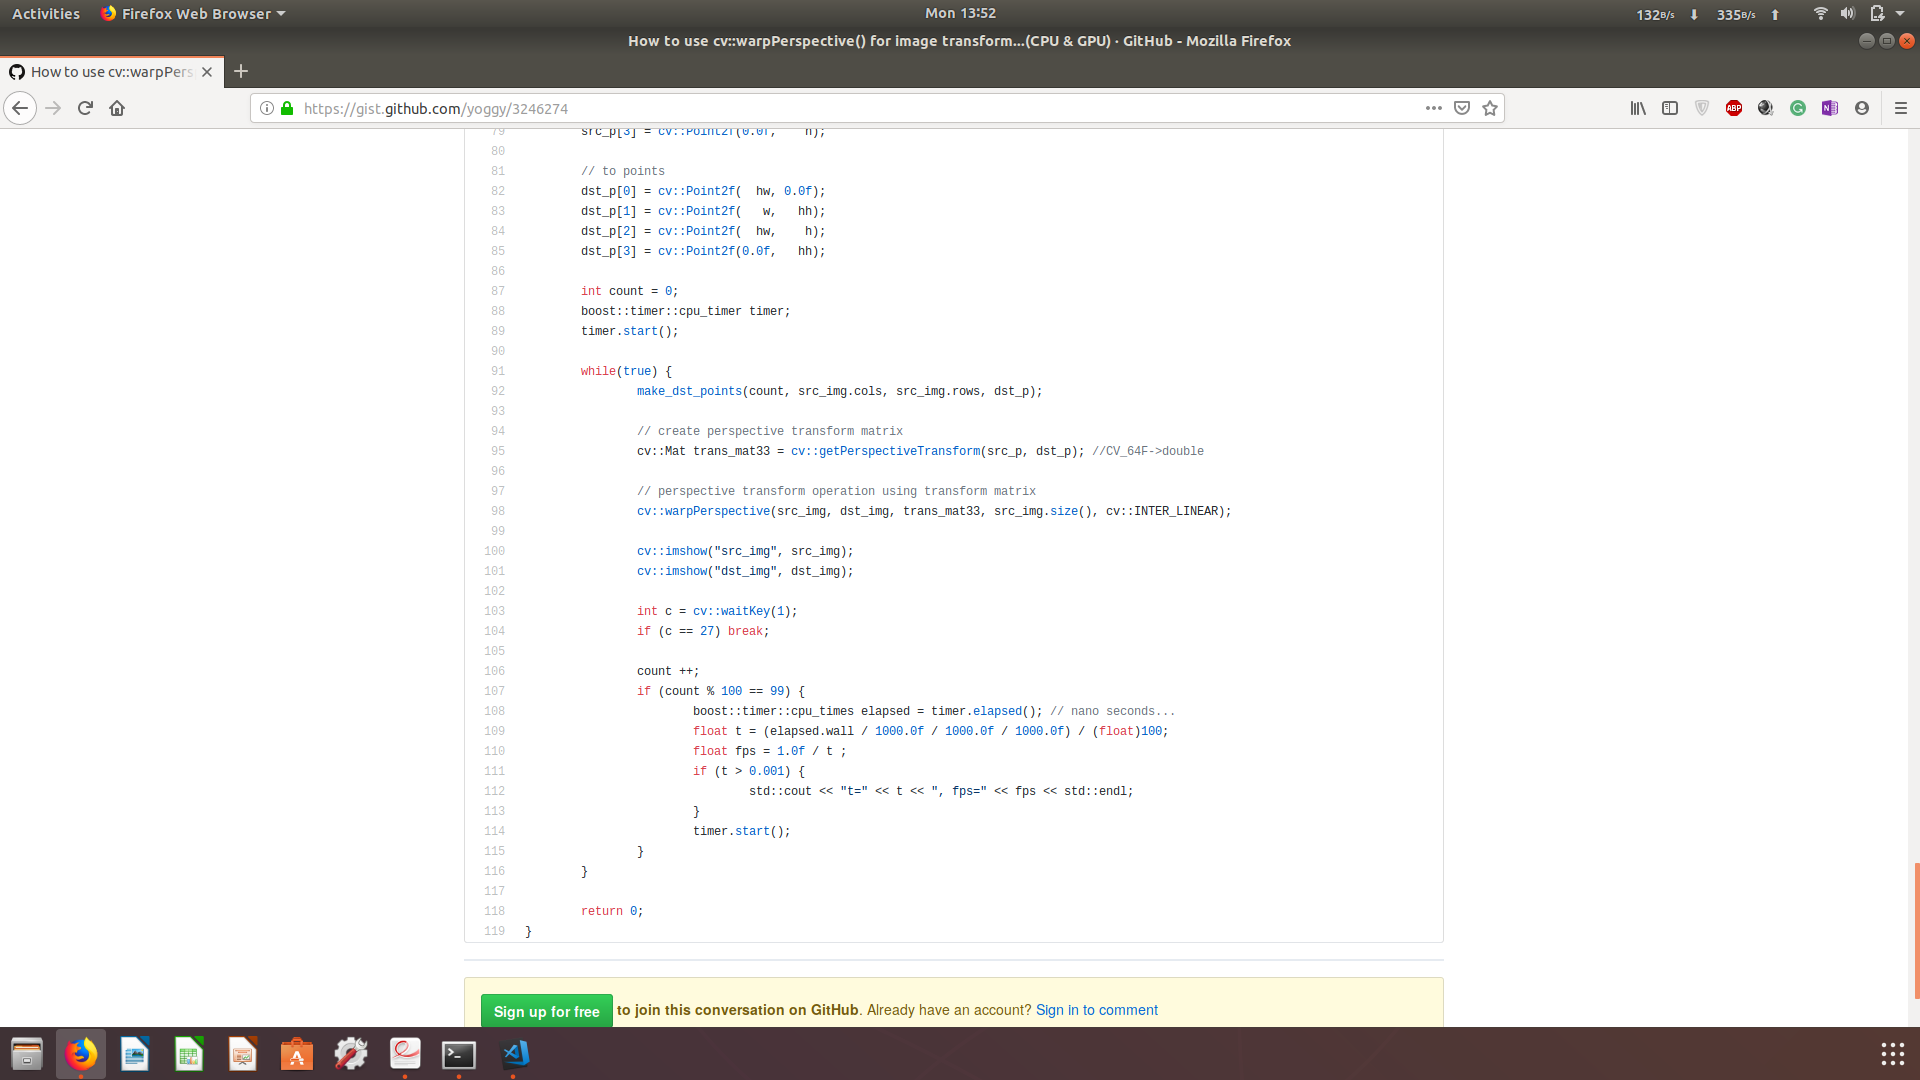 Activities Firefox Web Browser Mon 13:52 132B/s 335B/s
How to use cv::warpPerspective() for image transform...(CPU & GPU) · GitHub - Mozilla Firefox
How to use cv::warpPers
https://gist.github.com/yoggy/3246274
79 src_p[3] = cv::Point2f(0.0f, h);
80
81 // to points
82 dst_p[0] = cv::Point2f( hw, 0.0f);
83 dst_p[1] = cv::Point2f( w, hh);
84 dst_p[2] = cv::Point2f( hw, h);
85 dst_p[3] = cv::Point2f(0.0f, hh);
86
87 int count = 0;
88 boost::timer::cpu_timer timer;
89 timer.start();
90
91 while(true) {
92 make_dst_points(count, src_img.cols, src_img.rows, dst_p);
93
94 // create perspective transform matrix
95 cv::Mat trans_mat33 = cv::getPerspectiveTransform(src_p, dst_p); //CV_64F->double
96
97 // perspective transform operation using transform matrix
98 cv::warpPerspective(src_img, dst_img, trans_mat33, src_img.size(), cv::INTER_LINEAR);
99
100 cv::imshow("src_img", src_img);
101 cv::imshow("dst_img", dst_img);
102
103 int c = cv::waitKey(1);
104 if (c == 27) break;
105
106 count ++;
107 if (count % 100 == 99) {
108 boost::timer::cpu_times elapsed = timer.elapsed(); // nano seconds...
109 float t = (elapsed.wall / 1000.0f / 1000.0f / 1000.0f) / (float)100;
110 float fps = 1.0f / t ;
111 if (t > 0.001) {
112 std::cout << "t=" << t << ", fps=" << fps << std::endl;
113 }
114 timer.start();
115 }
116 }
117
118 return 0;
119 }
Sign up for free to join this conversation on GitHub. Already have an account? Sign in to comment